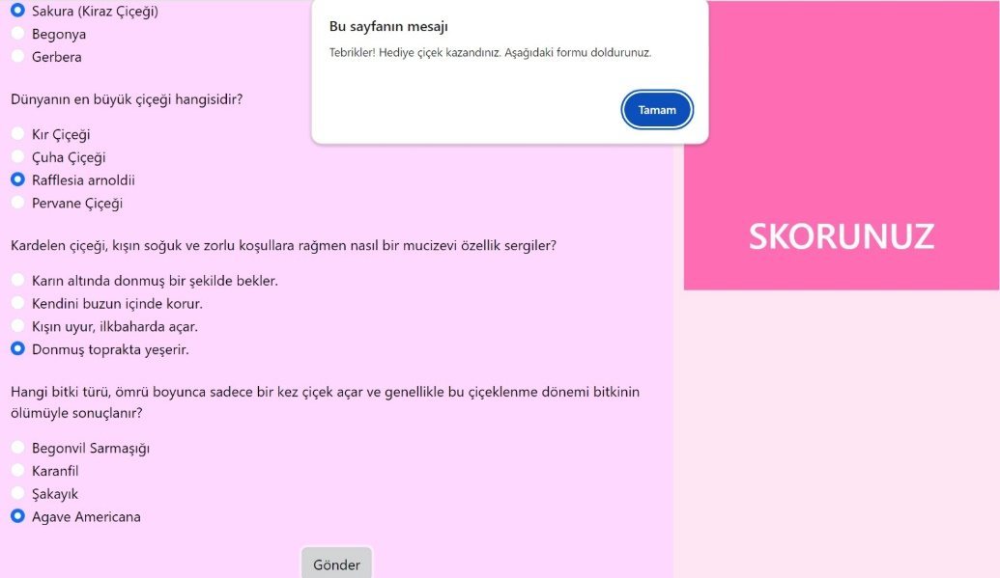 Sakura (Kiraz Çiçeği)
Begonya
Gerbera
Bu sayfanın mesajı
Tebrikler! Hediye çiçek kazandınız. Aşağıdaki formu doldurunuz.
Tamam
Dünyanın en büyük çiçeği hangisidir?
Kır Çiçeği
Çuha Çiçeği
Rafflesia arnoldii
Pervane Çiçeği
SKORUNUZ
Kardelen çiçeği, kışın soğuk ve zorlu koşullara rağmen nasıl bir mucizevi özellik sergiler?
Karın altında donmuş bir şekilde bekler.
Kendini buzun içinde korur.
Kışın uyur, ilkbaharda açar.
Donmuş toprakta yeşerir.
Hangi bitki türü, ömrü boyunca sadece bir kez çiçek açar ve genellikle bu çiçeklenme dönemi bitkinin
ölümüyle sonuçlanır?
Begonvil Sarmaşığı
Karanfil
Şakayık
Agave Americana
Gönder